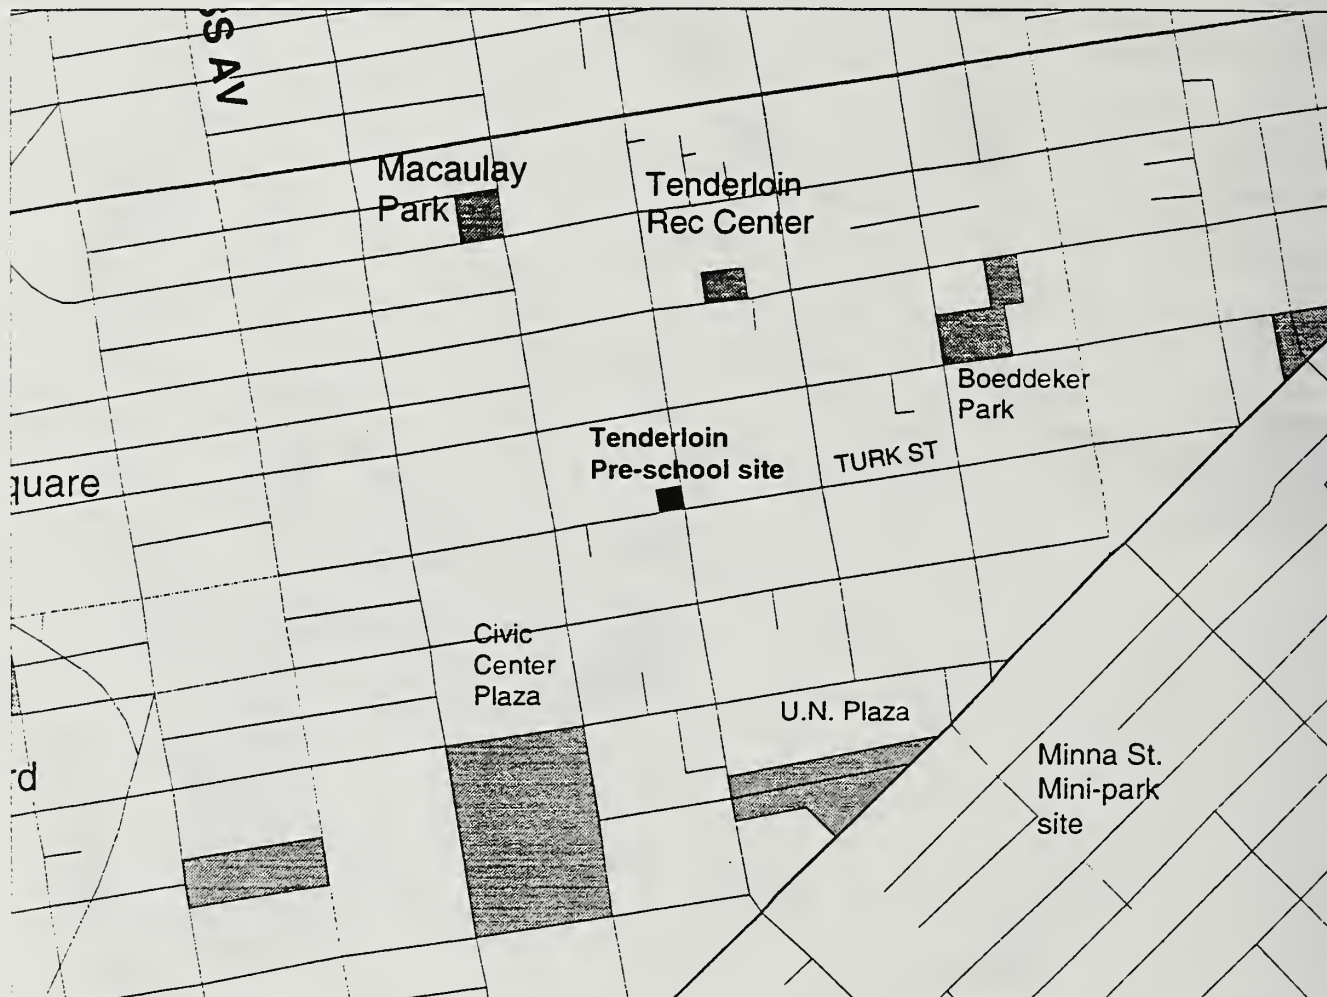 SS AV
Macaulay
Park
Tenderloin
Rec Center
Boeddeker
Park
Tenderloin
Pre-school site
TURK ST
quare
Civic
Center
Plaza
U.N. Plaza
rd
Minna St.
Mini-park
site